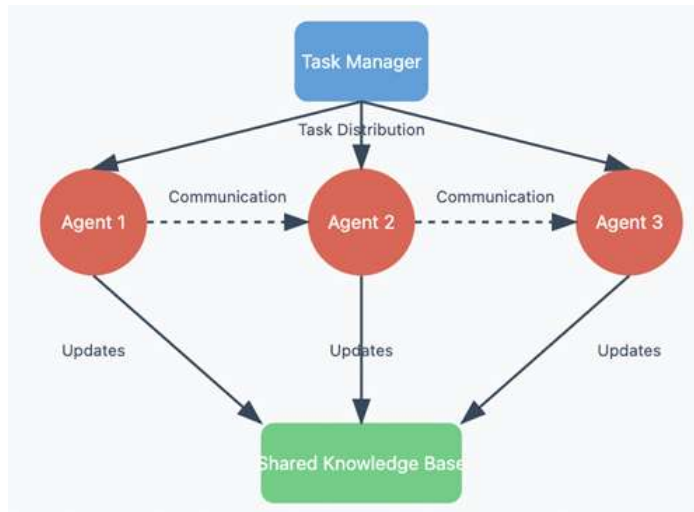 Task Manager
Task Distribution
Communication
Communication
Agent 1
Agent 2
Agent 3
Updates
Updates
Updates
Shared Knowledge Base